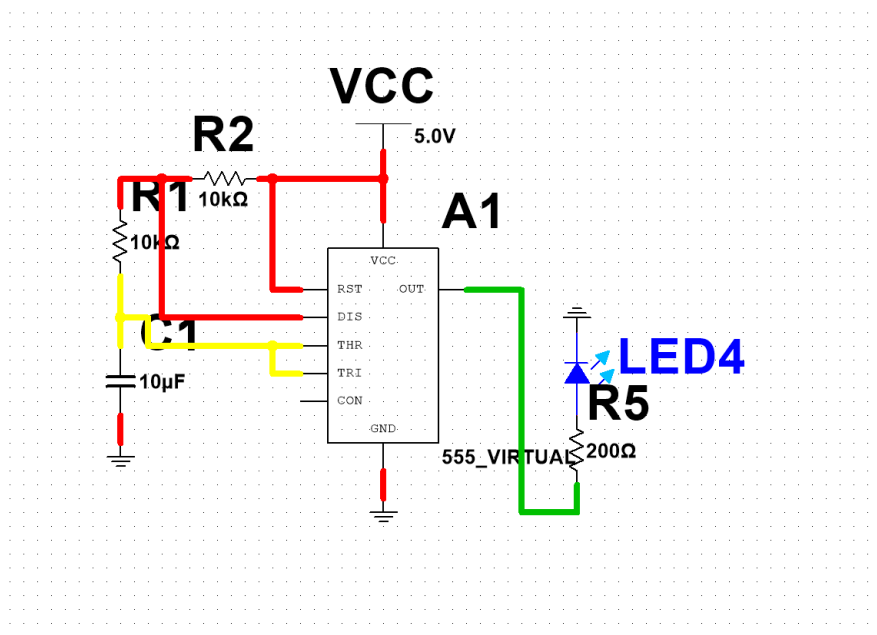 VCC
5.0V
R2
10kΩ
R1
10kΩ
A1
VCC
RST
OUT
DIS
THR
TRI
CON
GND
555_VIRTUAL
C1
10µF
LED4
R5
200Ω